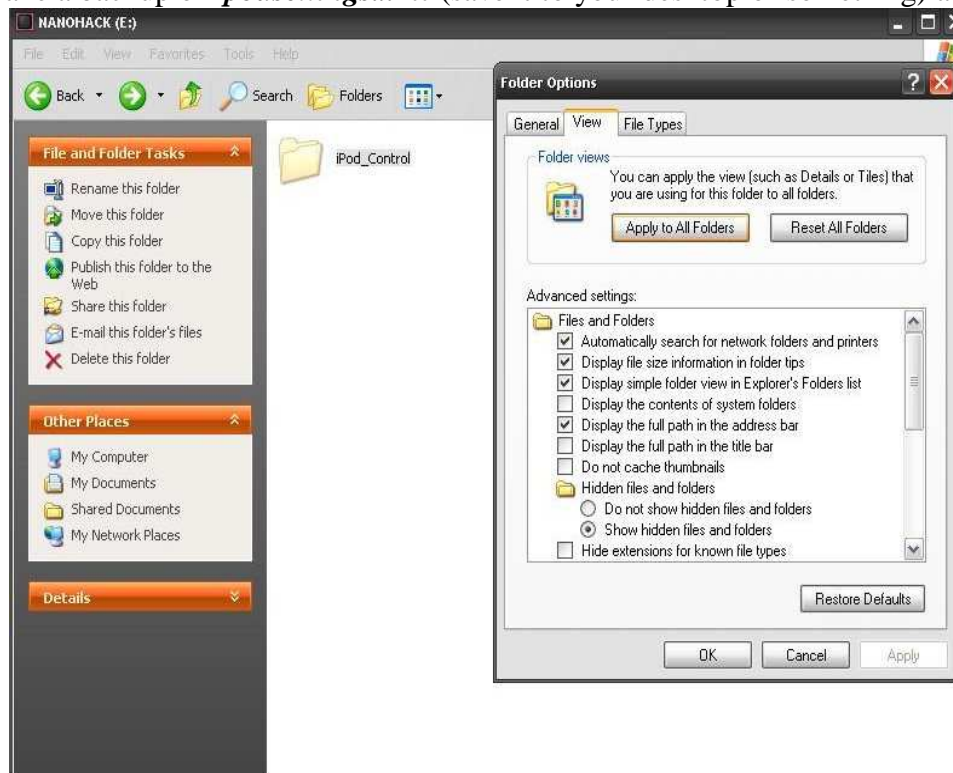 (save it to your desktop or something)
NANOHACK (E:)
File Edit View Favorites Tools Help
Back Search Folders
File and Folder Tasks
Rename this folder
Move this folder
Copy this folder
Publish this folder to the
Web
Share this folder
E-mail this folder's files
Delete this folder
Other Places
My Computer
My Documents
Shared Documents
My Network Places
Details
iPod_Control
Folder Options
General View File Types
Folder views
You can apply the view (such as Details or Tiles) that
you are using for this folder to all folders.
Apply to All Folders Reset All Folders
Advanced settings:
Files and Folders
Automatically search for network folders and printers
Display file size information in folder tips
Display simple folder view in Explorer's Folders list
Display the contents of system folders
Display the full path in the address bar
Display the full path in the title bar
Do not cache thumbnails
Hidden files and folders
Do not show hidden files and folders
Show hidden files and folders
Hide extensions for known file types
Restore Defaults
OK Cancel Apply